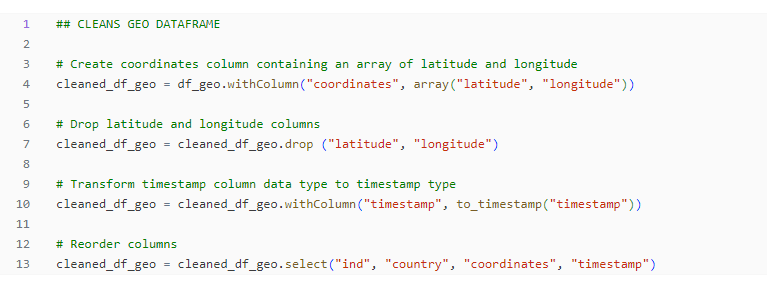 1 ## CLEANS GEO DATAFRAME
2
3 # Create coordinates column containing an array of latitude and longitude
4 cleaned_df_geo = df_geo.withColumn("coordinates", array("latitude", "longitude"))
5
6 # Drop latitude and longitude columns
7 cleaned_df_geo = cleaned_df_geo.drop ("latitude", "longitude")
8
9 # Transform timestamp column data type to timestamp type
10 cleaned_df_geo = cleaned_df_geo.withColumn("timestamp", to_timestamp("timestamp"))
11
12 # Reorder columns
13 cleaned_df_geo = cleaned_df_geo.select("ind", "country", "coordinates", "timestamp")